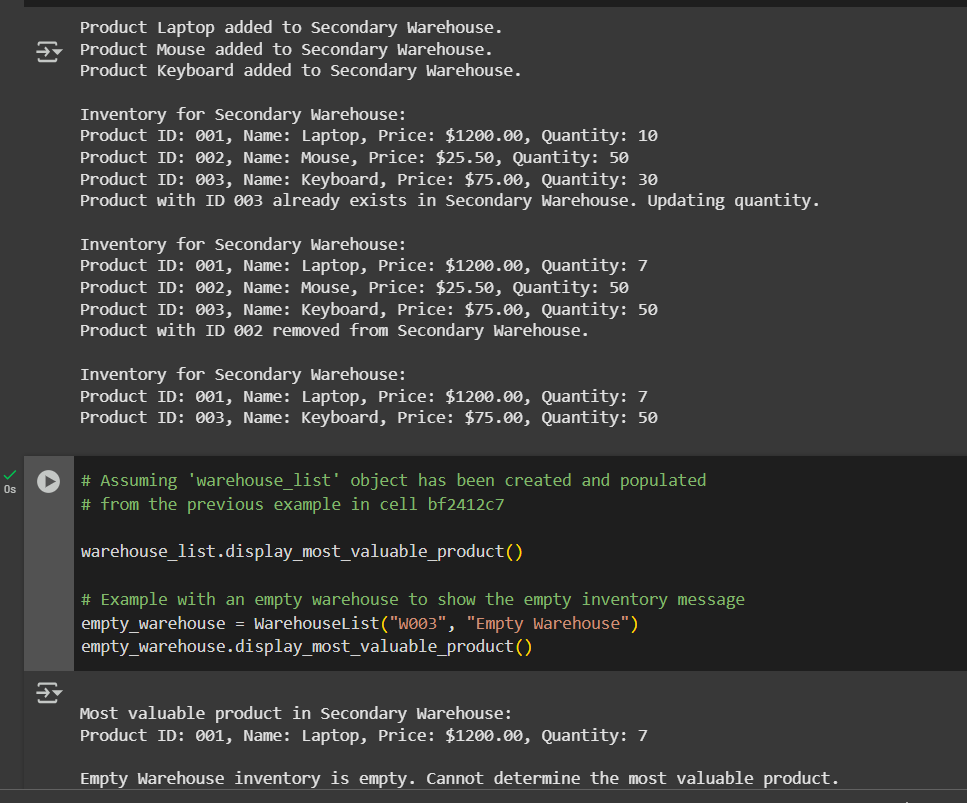 Product Laptop added to Secondary Warehouse.
Product Mouse added to Secondary Warehouse.
Product Keyboard added to Secondary Warehouse.
Inventory for Secondary Warehouse:
Product ID: 001, Name: Laptop, Price: $1200.00, Quantity: 10
Product ID: 002, Name: Mouse, Price: $25.50, Quantity: 50
Product ID: 003, Name: Keyboard, Price: $75.00, Quantity: 30
Product with ID 003 already exists in Secondary Warehouse. Updating quantity.
Inventory for Secondary Warehouse:
Product ID: 001, Name: Laptop, Price: $1200.00, Quantity: 7
Product ID: 002, Name: Mouse, Price: $25.50, Quantity: 50
Product ID: 003, Name: Keyboard, Price: $75.00, Quantity: 50
Product with ID 002 removed from Secondary Warehouse.
Inventory for Secondary Warehouse:
Product ID: 001, Name: Laptop, Price: $1200.00, Quantity: 7
Product ID: 003, Name: Keyboard, Price: $75.00, Quantity: 50
0s
# Assuming 'warehouse_list' object has been created and populated
# from the previous example in cell bf2412c7
warehouse_list.display_most_valuable_product()
# Example with an empty warehouse to show the empty inventory message
empty_warehouse = WarehouseList("W003", "Empty Warehouse")
empty_warehouse.display_most_valuable_product()
Most valuable product in Secondary Warehouse:
Product ID: 001, Name: Laptop, Price: $1200.00, Quantity: 7
Empty Warehouse inventory is empty. Cannot determine the most valuable product.